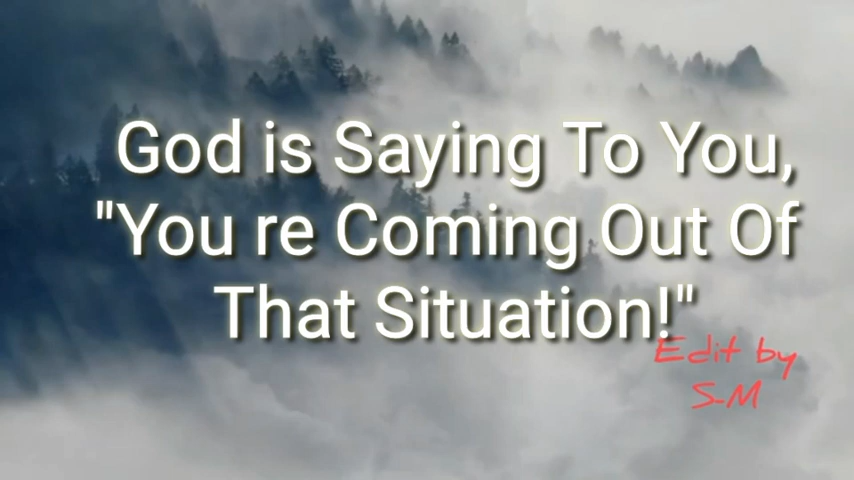 God is Saying To You,
"You re Coming Out Of
That Situation!"
Edit by
S-M